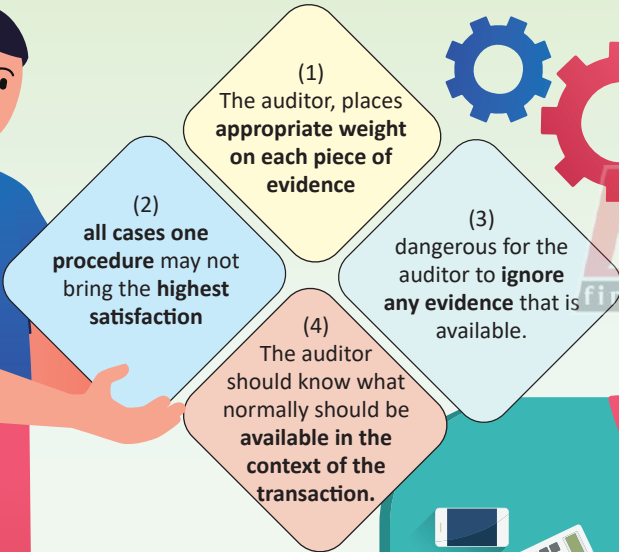 (1)
The auditor, places
appropriate weight
on each piece of
evidence
(2)
all cases one
procedure may not
bring the highest
satisfaction
(3)
dangerous for the
auditor to ignore
any evidence that is
available.
(4)
The auditor
should know what
normally should be
available in the
context of the
transaction.